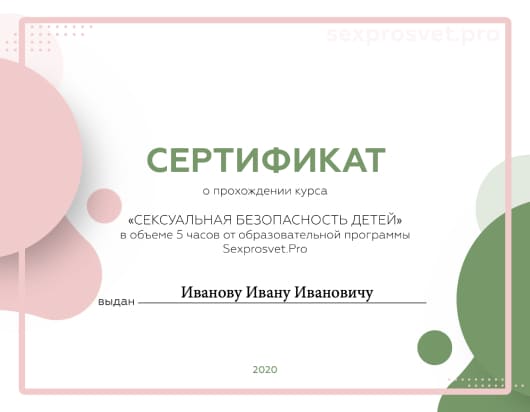 sexprosvet.pro
СЕРТИФИКАТ
о прохождении курса
«СЕКСУАЛЬНАЯ БЕЗОПАСНОСТЬ ДЕТЕЙ»
в объеме 5 часов от образовательной программы
Sexprosvet.Pro
выдан Иванову Ивану Ивановичу
2020